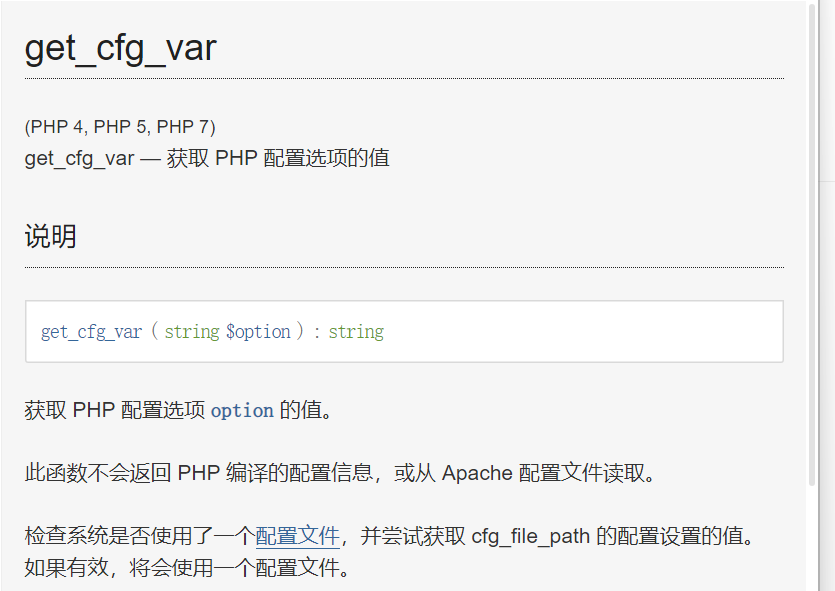 get_cfg_var
(PHP 4, PHP 5, PHP 7)
get_cfg_var — 获取 PHP 配置选项的值
说明
get_cfg_var ( string $option ) : string
获取 PHP 配置选项 option 的值。
此函数不会返回 PHP 编译的配置信息，或从 Apache 配置文件读取。
检查系统是否使用了一个配置文件，并尝试获取 cfg_file_path 的配置设置的值。
如果有效，将会使用一个配置文件。